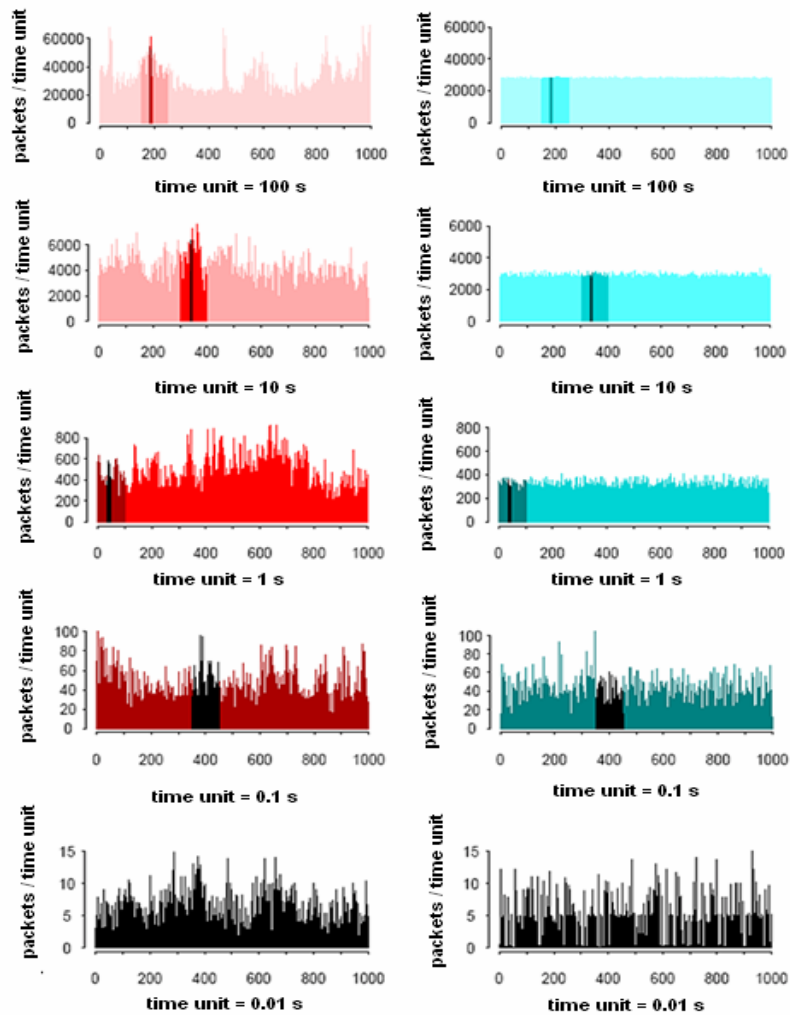 packets / time unit
60000
40000
20000
0
0 200 400 600 800 1000
time unit = 100 s
packets / time unit
60000
40000
20000
0
0 200 400 600 800 1000
time unit = 100 s
packets / time unit
6000
4000
2000
0
0 200 400 600 800 1000
time unit = 10 s
packets / time unit
6000
4000
2000
0
0 200 400 600 800 1000
time unit = 10 s
packets / time unit
800
600
400
200
0
0 200 400 600 800 1000
time unit = 1 s
packets / time unit
800
600
400
200
0
0 200 400 600 800 1000
time unit = 1 s
packets / time unit
100
80
60
40
20
0
0 200 400 600 800 1000
time unit = 0.1 s
packets / time unit
100
80
60
40
20
0
0 200 400 600 800 1000
time unit = 0.1 s
packets / time unit
15
10
5
0
0 200 400 600 800 1000
time unit = 0.01 s
packets / time unit
15
10
5
0
0 200 400 600 800 1000
time unit = 0.01 s